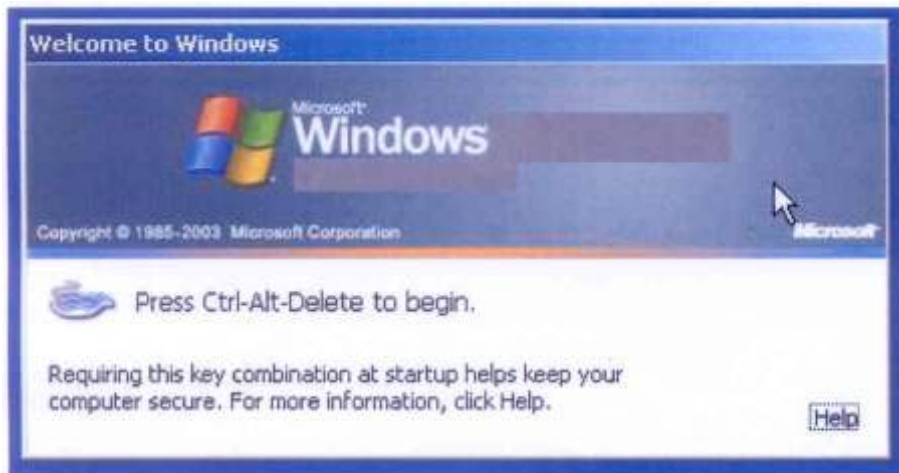 Welcome to Windows
Microsoft
Windows
Copyright © 1985-2003 Microsoft Corporation
Microsoft
Press Ctrl-Alt-Delete to begin.
Requiring this key combination at startup helps keep your
computer secure. For more information, click Help.
Help